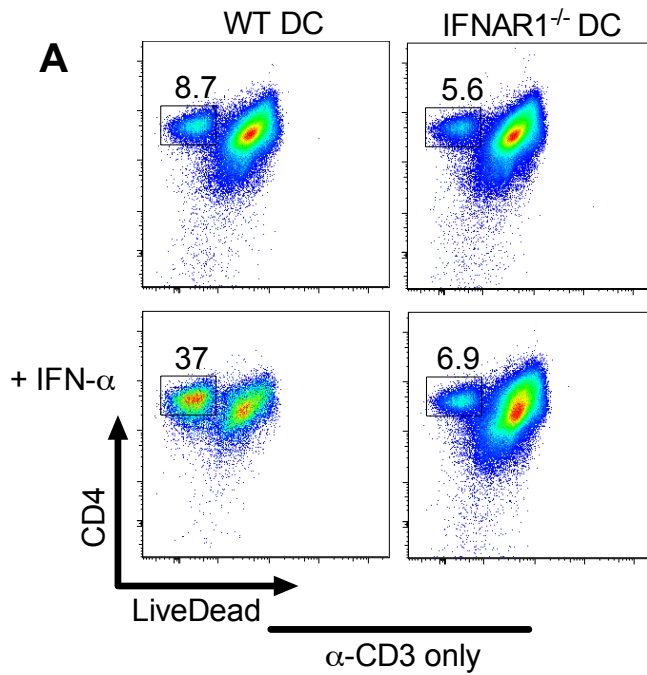 A
WT DC
IFNAR1-/- DC
8.7
5.6
+ IFN-α
37
6.9
CD4
LiveDead
α-CD3 only